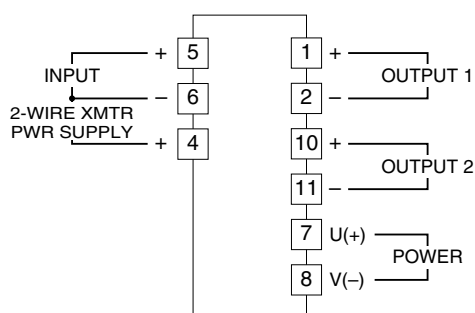 + 5
INPUT
– 6
2-WIRE XMTR
PWR SUPPLY
+ 4
1 +
OUTPUT 1
2 –
10 +
OUTPUT 2
11 –
7 U(+)
POWER
8 V(–)